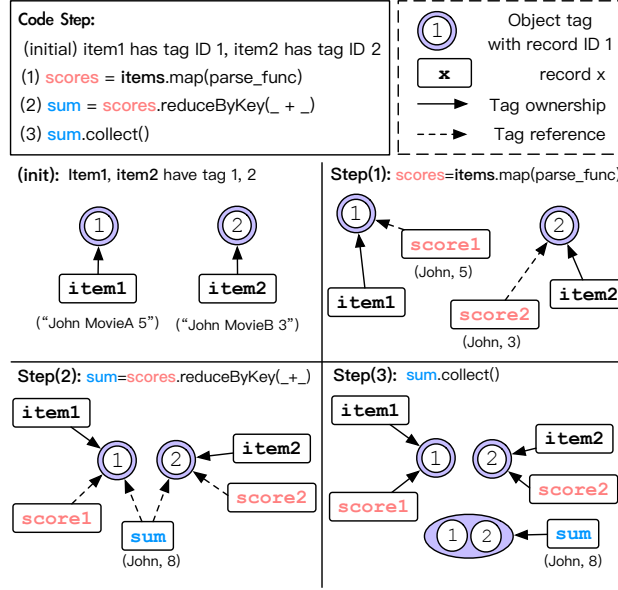 Code Step:
(initial) item1 has tag ID 1, item2 has tag ID 2
(1) scores = items.map(parse_func)
(2) sum = scores.reduceByKey(_ + _)
(3) sum.collect()
1
Object tag
with record ID 1
x
record x
Tag ownership
Tag reference
(init): Item1, item2 have tag 1, 2
1
2
item1
item2
("John MovieA 5")
("John MovieB 3")
Step(1): scores=items.map(parse_func)
1
2
score1
(John, 5)
item1
item2
score2
(John, 3)
Step(2): sum=scores.reduceByKey(_+_)
item1
item2
1
2
score1
score2
sum
(John, 8)
Step(3): sum.collect()
item1
item2
1
2
score1
score2
1 2
sum
(John, 8)